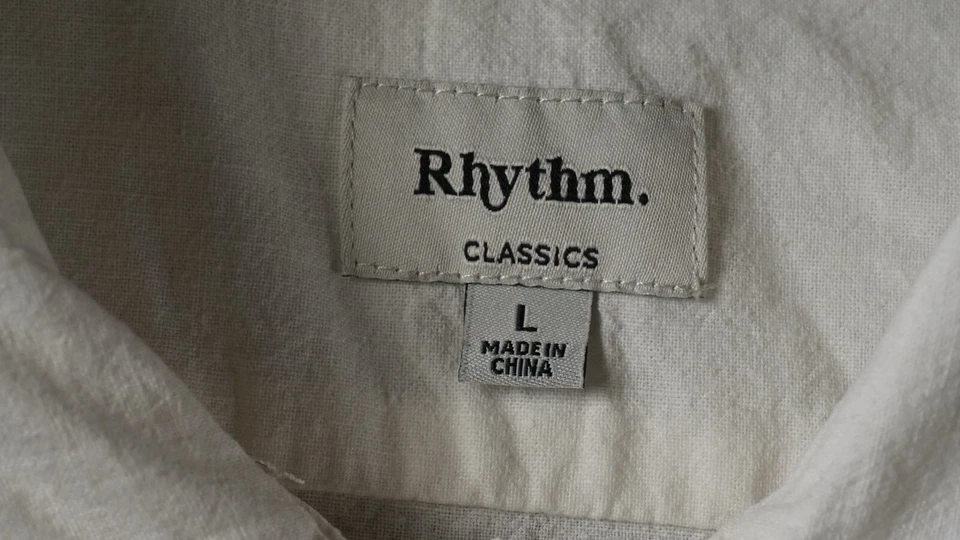 Rhythm.
CLASSICS
L
MADE IN
CHINA